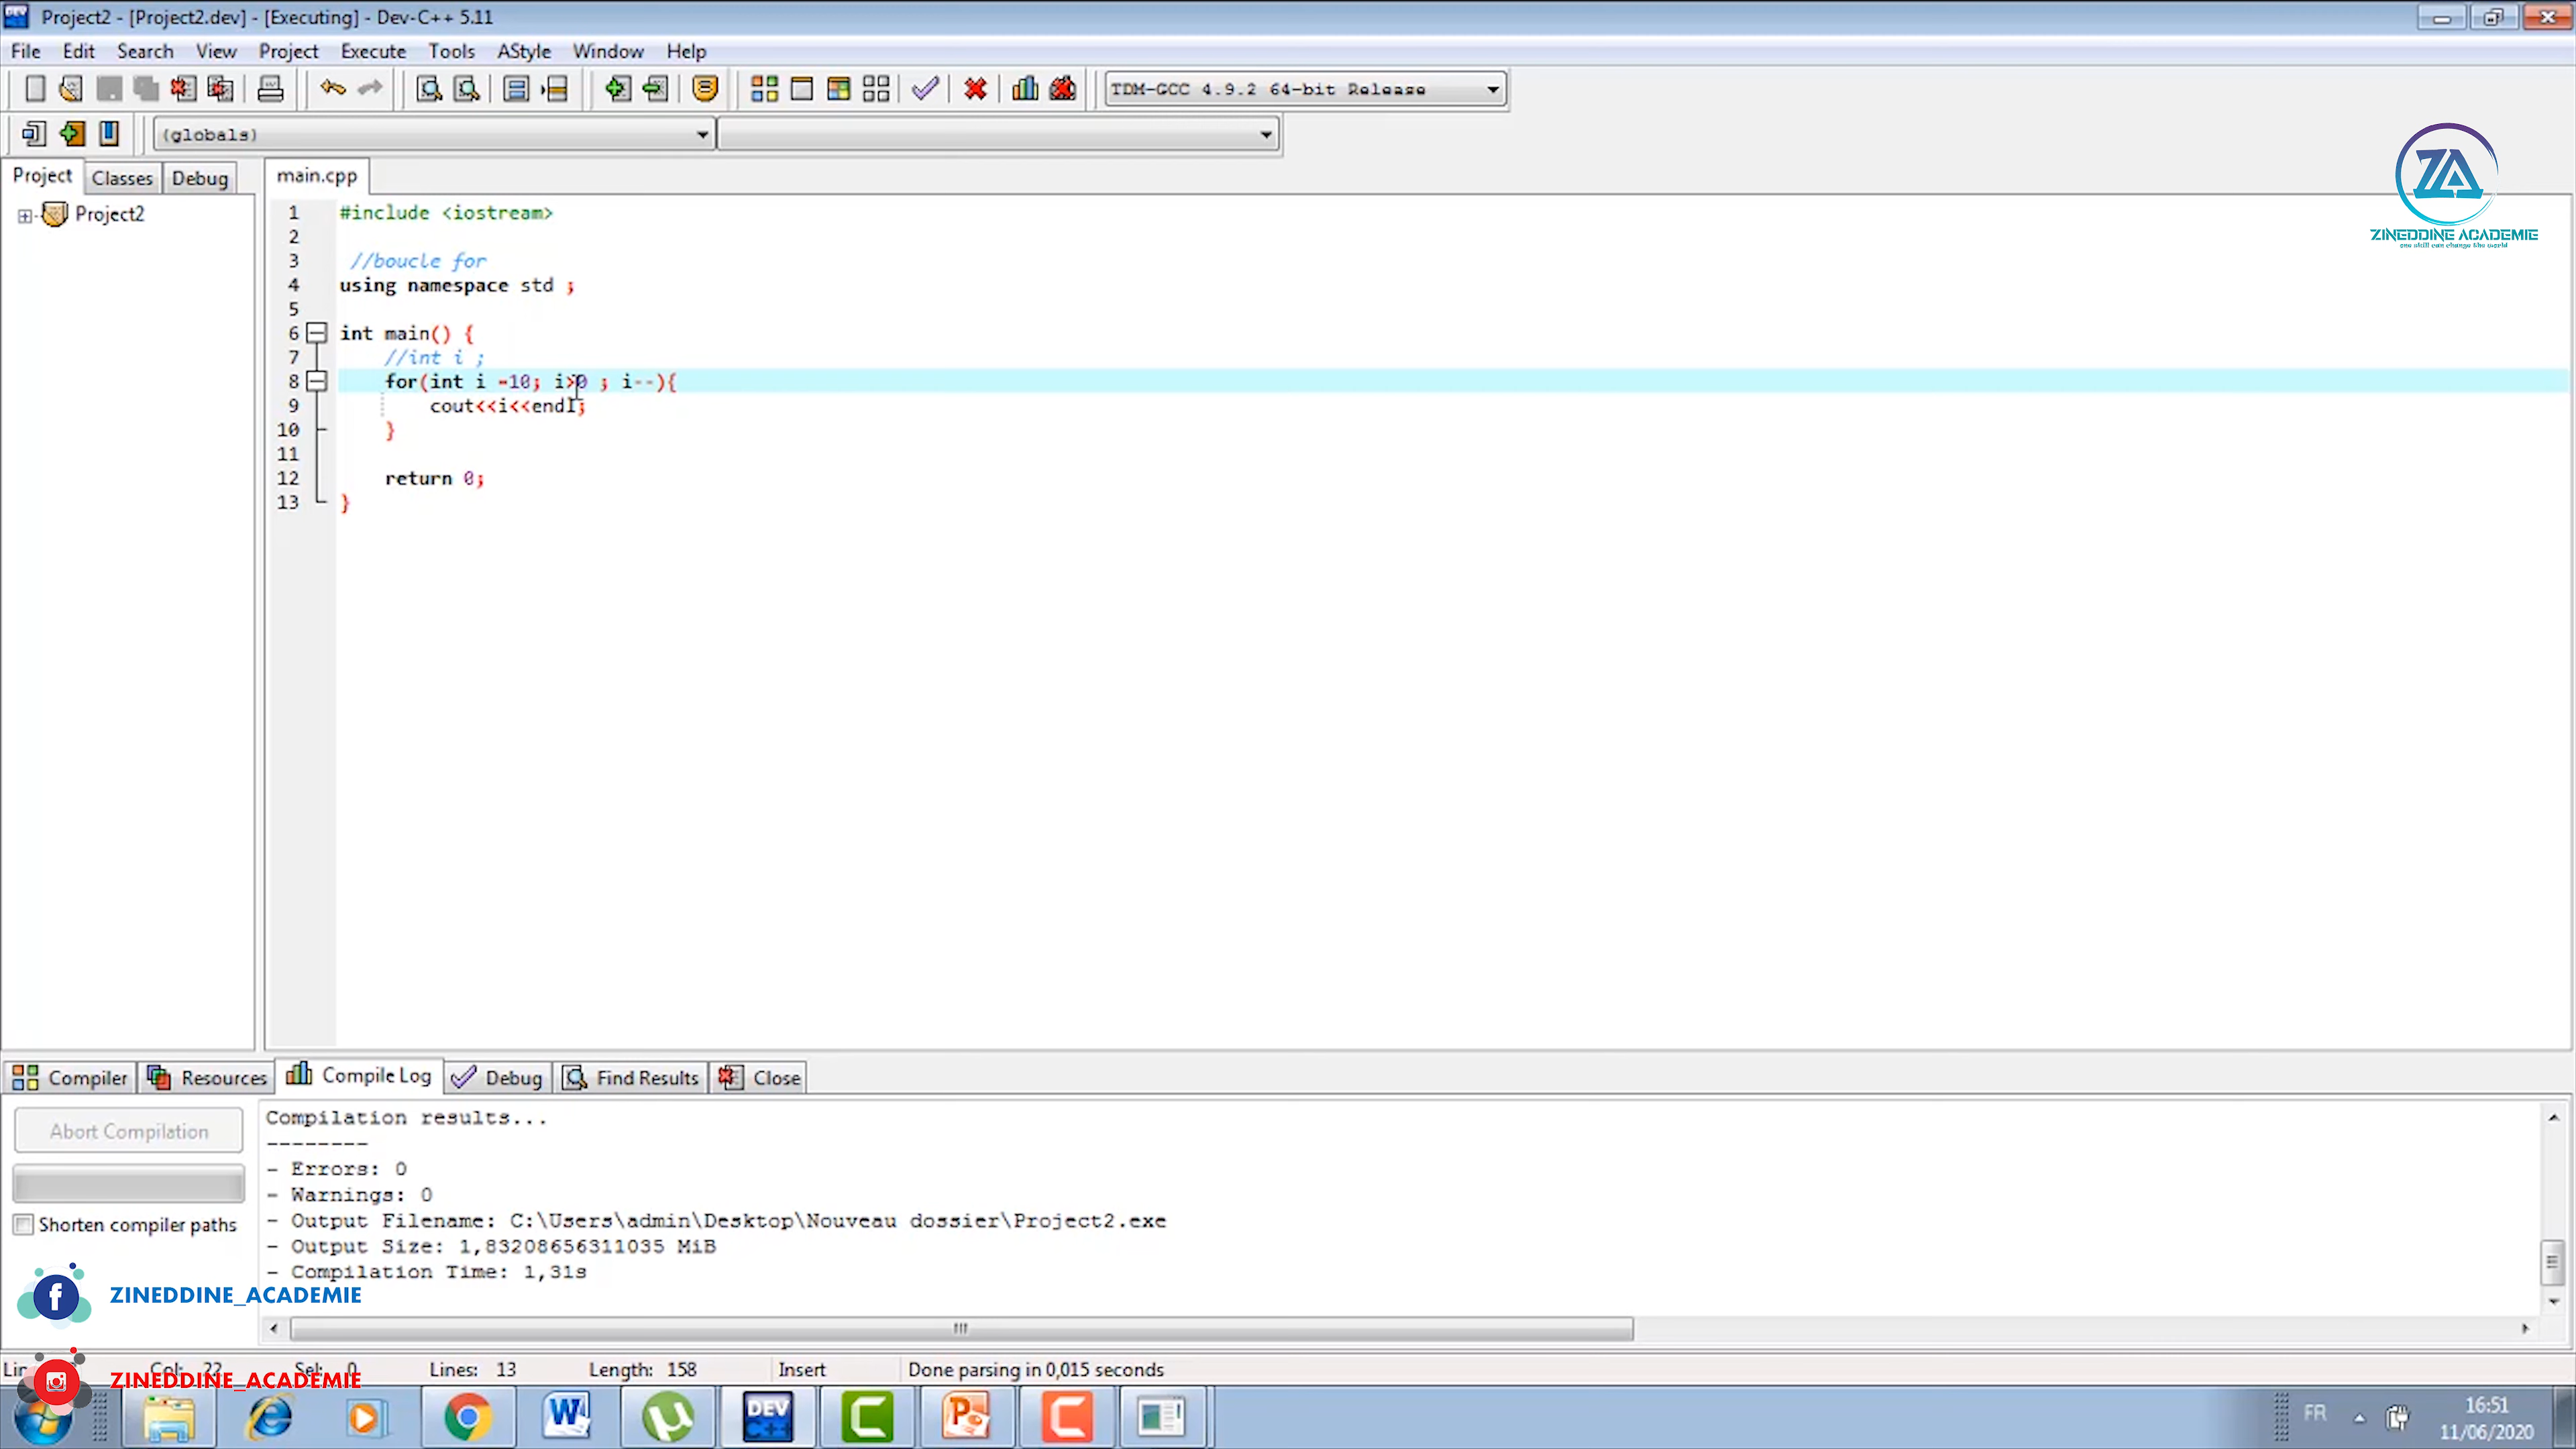 Project2 - [Project2.dev] - [Executing] - Dev-C++ 5.11
File Edit Search View Project Execute Tools AStyle Window Help
TDM-GCC 4.9.2 64-bit Release
(globals)
ZINEDDINE ACADEMIE
one skill can change the world
Project Classes Debug
main.cpp
Project2
1 #include <iostream>
2
3 //boucle for
4 using namespace std ;
5
6 int main() {
7 //int i ;
8 for(int i =10; i>0 ; i--){
9 cout<<i<<endl;
10 }
11
12 return 0;
13 }
Compiler Resources Compile Log Debug Find Results Close
Abort Compilation
Shorten compiler paths
Compilation results...
--------
- Errors: 0
- Warnings: 0
- Output Filename: C:\Users\admin\Desktop\Nouveau dossier\Project2.exe
- Output Size: 1,83208656311035 MiB
- Compilation Time: 1,31s
ZINEDDINE_ACADEMIE
Col: 22 Sel: 0 Lines: 13 Length: 158 Insert Done parsing in 0,015 seconds
ZINEDDINE_ACADEMIE
FR
16:51
11/06/2020